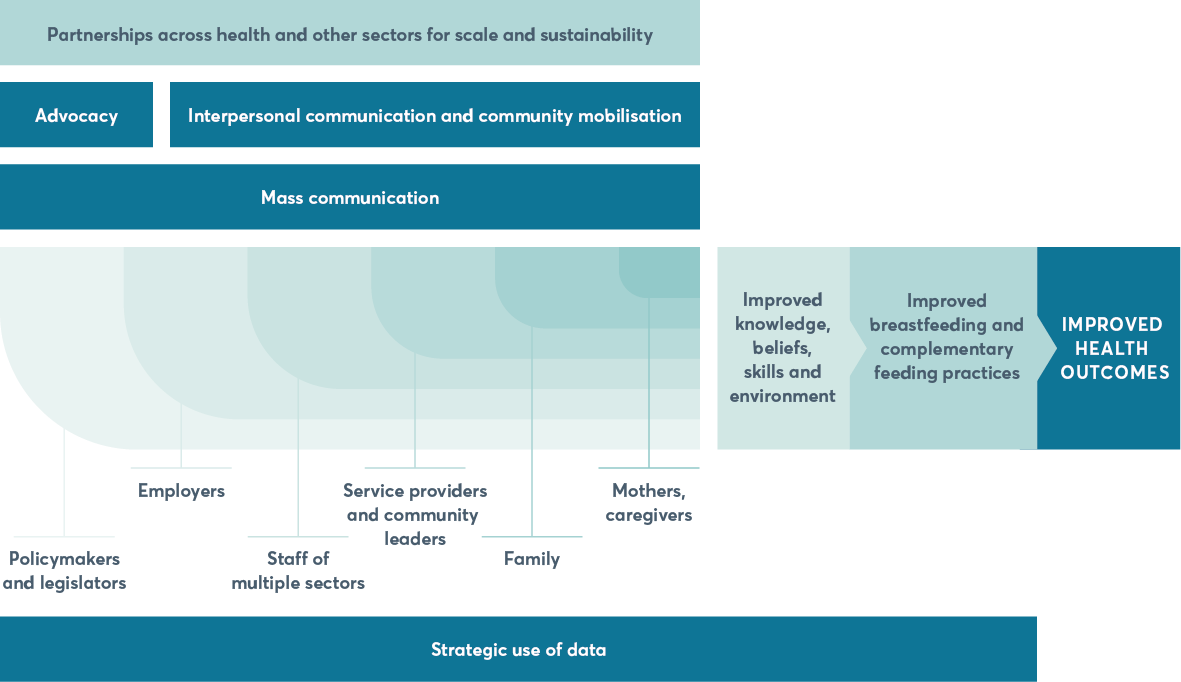 Partnerships across health and other sectors for scale and sustainability
Advocacy
Interpersonal communication and community mobilisation
Mass communication
Improved
knowledge,
beliefs,
skills and
environment
Improved
breastfeeding and
complementary
feeding practices
IMPROVED
HEALTH
OUTCOMES
Policymakers
and legislators
Employers
Staff of
multiple sectors
Service providers
and community
leaders
Family
Mothers,
caregivers
Strategic use of data